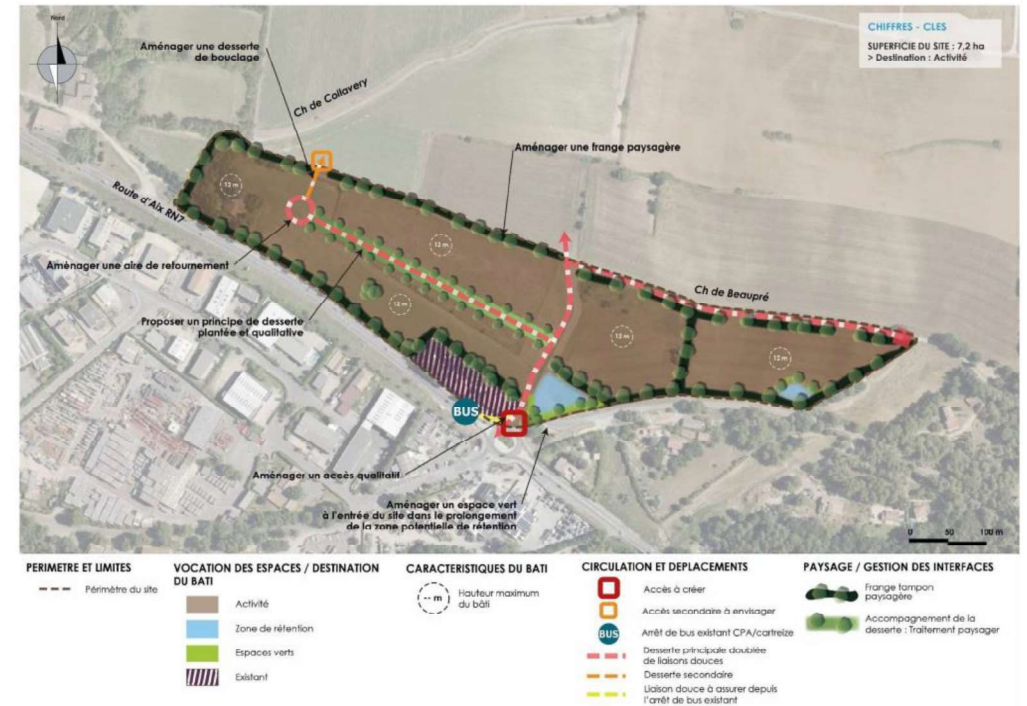 Nord
CHIFFRES - CLES
SUPERFICIE DU SITE : 7,2 ha
> Destination : Activité
Aménager une desserte
de bouclage
Ch de Collavery
Aménager une frange paysagère
12 m
Route d'Aix RN7
12 m
Aménager une aire de retournement
Ch de Beaupré
12 m
Proposer un principe de desserte
plantée et qualitative
12 m
12 m
BUS
Aménager un accès qualitatif
Aménager un espace vert
à l'entrée du site dans le prolongement
de la zone potentielle de rétention
0 50 100 m
PERIMETRE ET LIMITES
Périmètre du site
VOCATION DES ESPACES / DESTINATION
DU BATI
Activité
Zone de rétention
Espaces verts
Existant
CARACTERISTIQUES DU BATI
-- m
Hauteur maximum
du bâti
CIRCULATION ET DEPLACEMENTS
Accès à créer
Accès secondaire à envisager
BUS
Arrêt de bus existant CPA/cartreize
Desserte principale doublée
de liaisons douces
Desserte secondaire
Liaison douce à assurer depuis
l'arrêt de bus existant
PAYSAGE / GESTION DES INTERFACES
Frange tampon
paysagère
Accompagnement de la
desserte : Traitement paysager